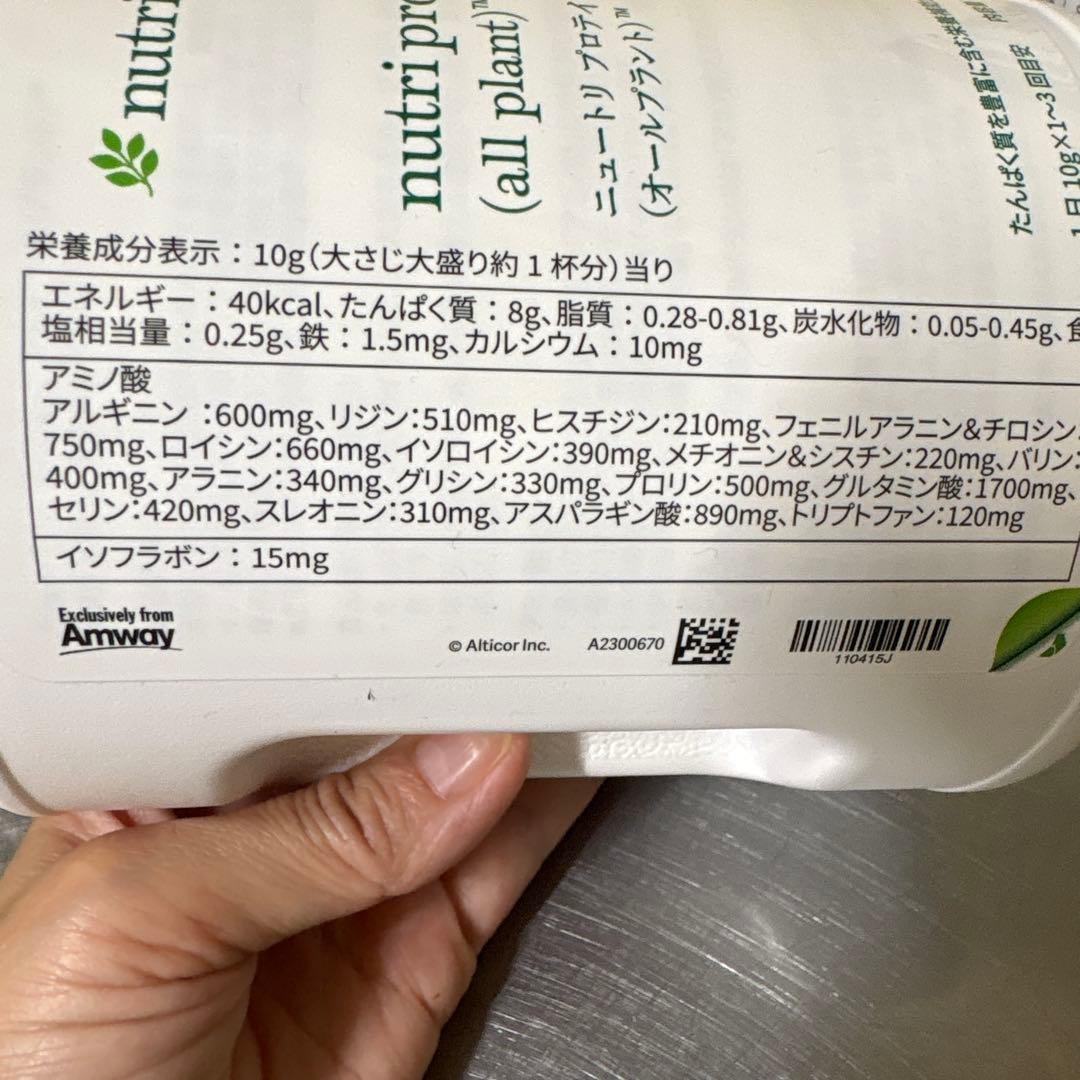 nutri
nutri pro
(all plant)™
ニュートリ プロテイ
(オールプラント)™
たんぱく質を豊富に含む栄養補
1日10g×1〜3回目安
栄養成分表示：10g(大さじ大盛り約1杯分)当り
エネルギー：40kcal、たんぱく質：8g、脂質：0.28-0.81g、炭水化物：0.05-0.45g、食
塩相当量：0.25g、鉄：1.5mg、カルシウム：10mg
アミノ酸
アルギニン :600mg、リジン:510mg、ヒスチジン:210mg、フェニルアラニン&チロシン:
750mg、ロイシン:660mg、イソロイシン:390mg、メチオニン&シスチン:220mg、バリン:
400mg、アラニン:340mg、グリシン:330mg、プロリン:500mg、グルタミン酸:1700mg、
セリン:420mg、スレオニン:310mg、アスパラギン酸:890mg、トリプトファン:120mg
イソフラボン：15mg
Exclusively from
Amway
© Alticor Inc.
A2300670
110415J